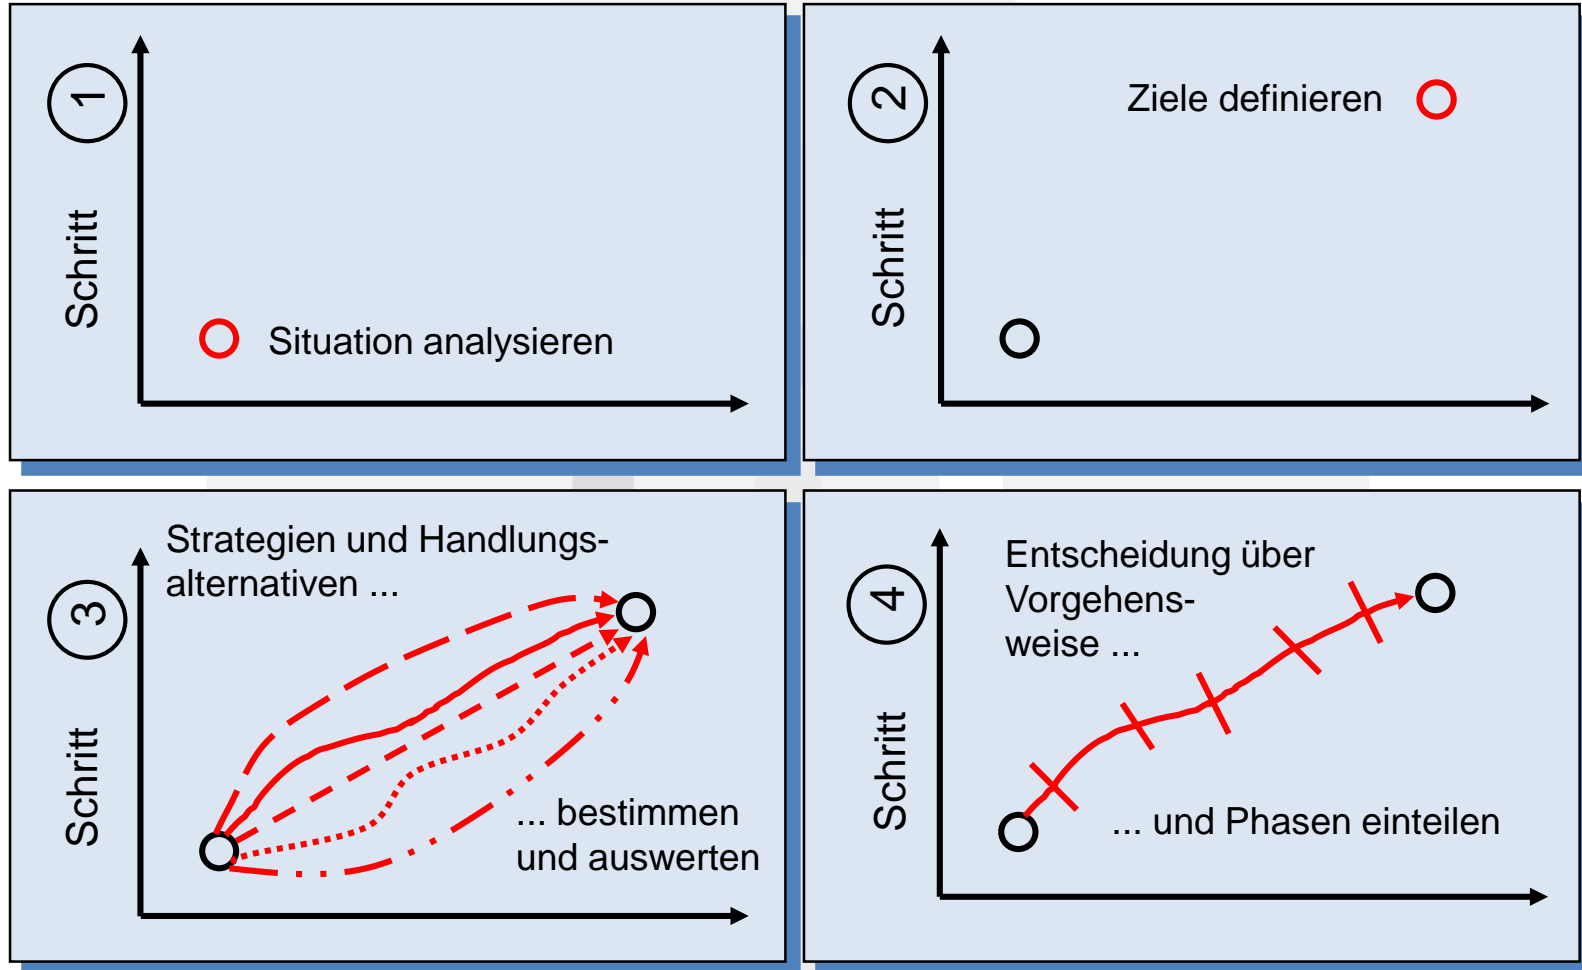 Schritt 1
Situation analysieren
Schritt 2
Ziele definieren
Schritt 3
Strategien und Handlungs-
alternativen ...
... bestimmen
und auswerten
Schritt 4
Entscheidung über
Vorgehens-
weise ...
... und Phasen einteilen